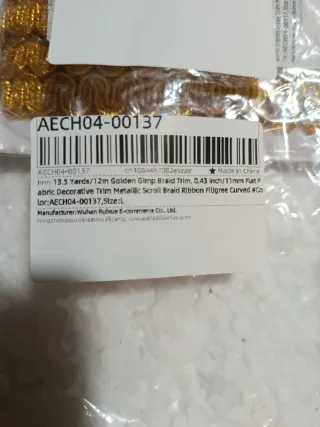 AECH04-00137
AECH04-00137 ★ Made in China
13.5 Yards/12m Golden Gimp Braid Trim, 0.43 inch/11mm Flat F
abric Decorative Trim Metallic Scroll Braid Ribbon Filigree Curved #Co
lor:AECH04-00137,Size:L
Manufacturer:Wuhan Rubsue E-commerce Co., Ltd.